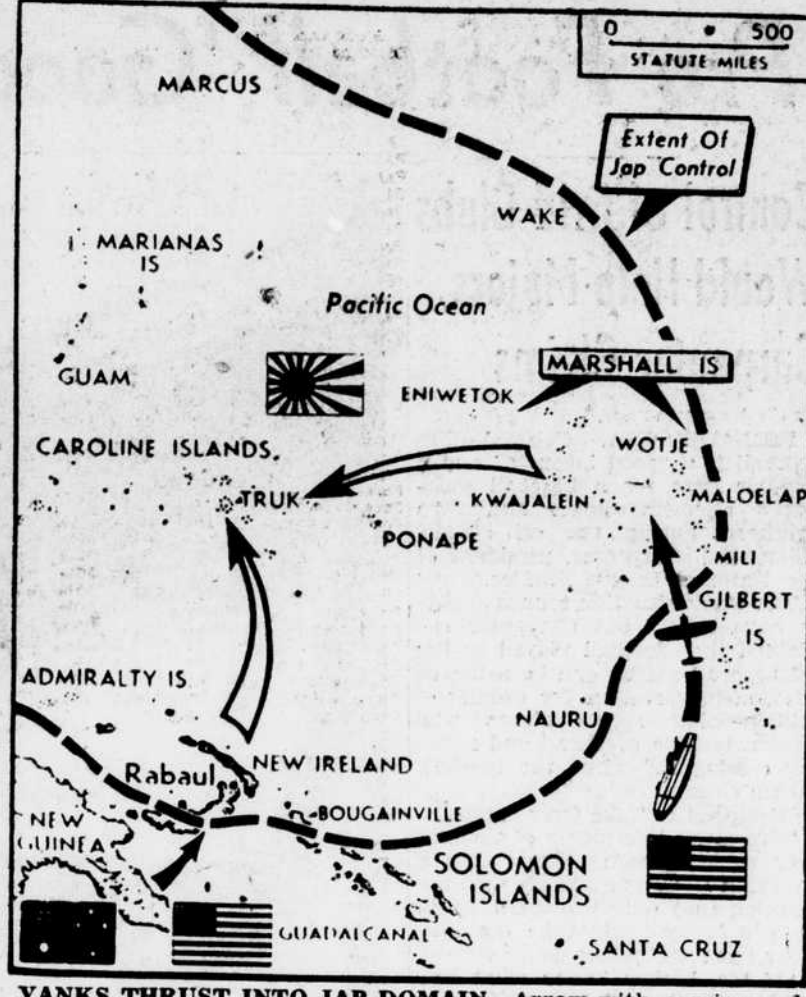 0 500
STATUTE MILES
MARCUS
Extent Of
Jap Control
WAKE
MARIANAS
IS
Pacific Ocean
GUAM
MARSHALL IS
ENIWETOK
CAROLINE ISLANDS
WOTJE
TRUK
KWAJALEIN
MALOELAP
PONAPE
MILI
GILBERT
IS
ADMIRALTY IS
NAURU
Rabaul
NEW IRELAND
BOUGAINVILLE
NEW
GUINEA
SOLOMON
ISLANDS
GUADALCANAL
SANTA CRUZ
YANKS THRUST INTO JAP DOMAIN—Arrow with